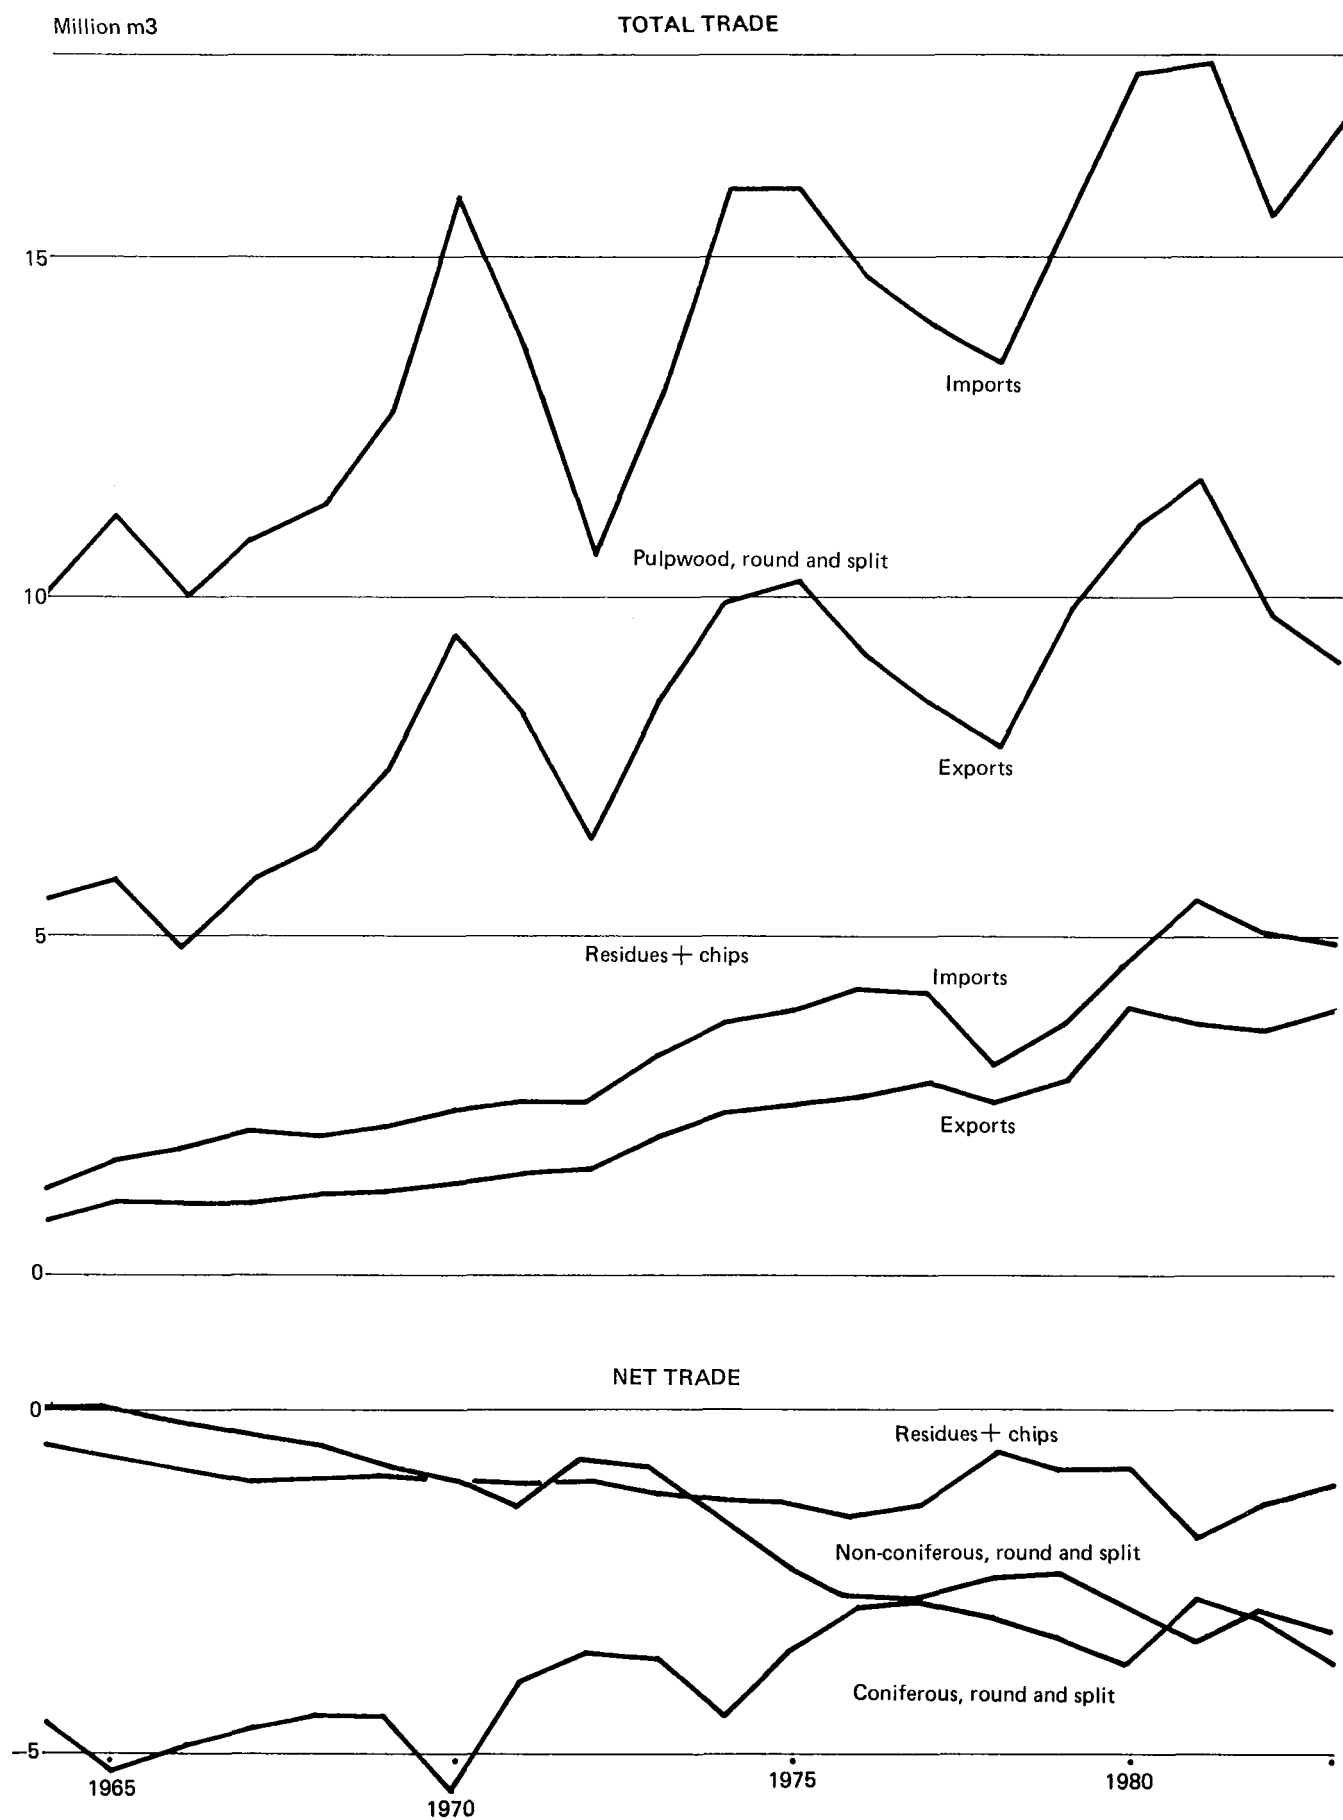 Million m3
TOTAL TRADE
15
Imports
Pulpwood, round and split
10
Exports
5
Residues + chips
Imports
Exports
0
NET TRADE
0
Residues + chips
Non-coniferous, round and split
Coniferous, round and split
–5
1965
1970
1975
1980